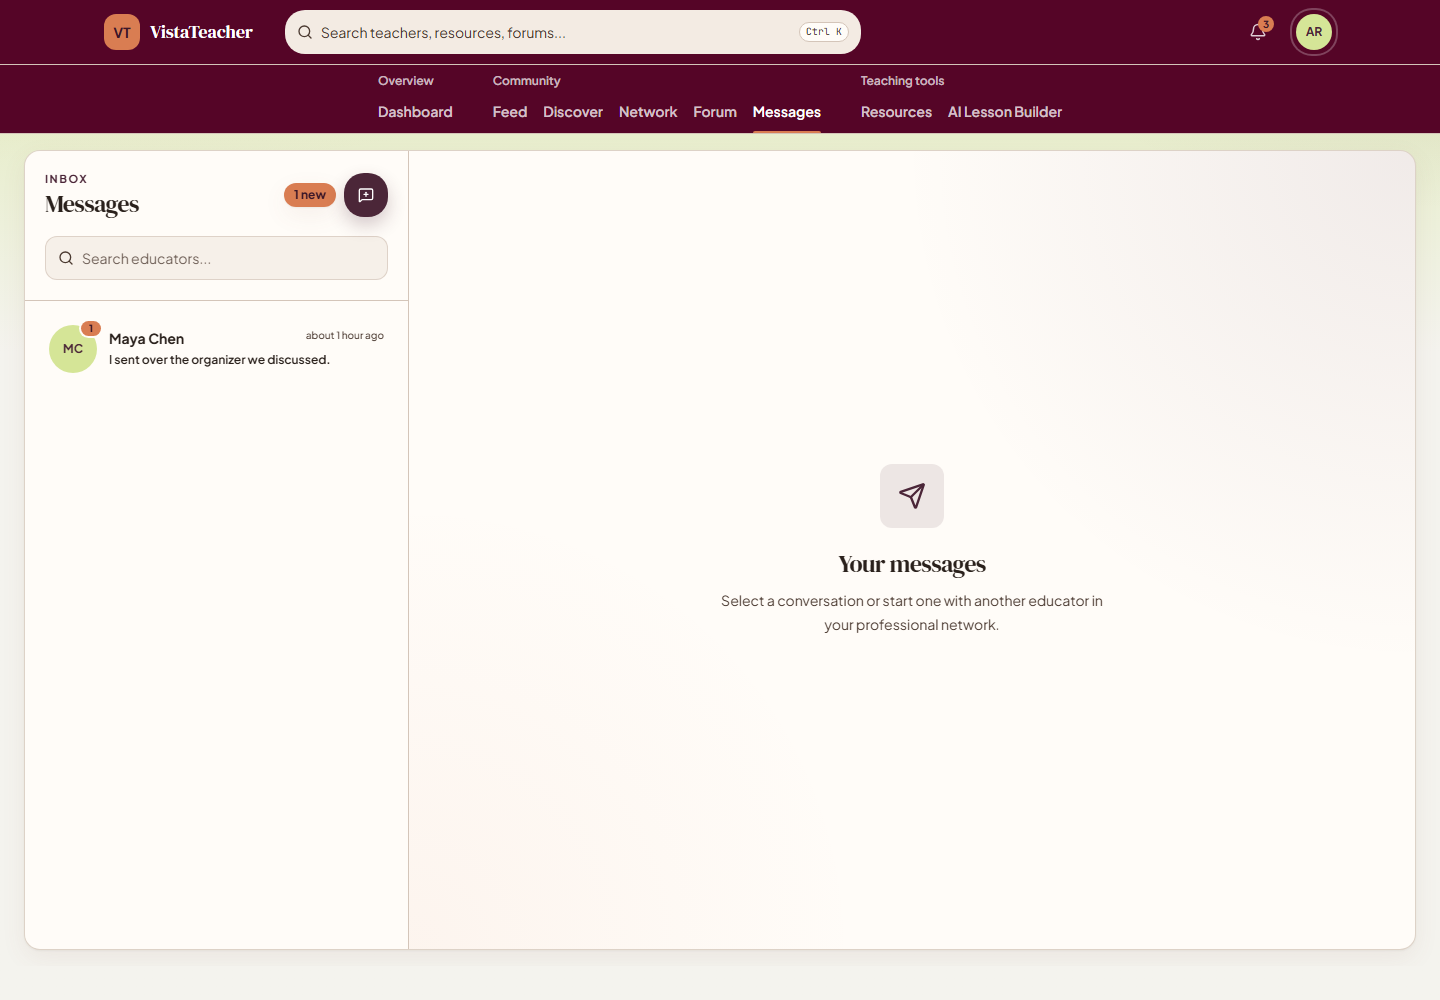 VT VistaTeacher
Search teachers, resources, forums...
Ctrl K
3
AR
Overview
Dashboard
Community
Feed Discover Network Forum Messages
Teaching tools
Resources AI Lesson Builder
INBOX
Messages
1 new
Search educators...
1
MC
Maya Chen
about 1 hour ago
I sent over the organizer we discussed.
Your messages
Select a conversation or start one with another educator in
your professional network.